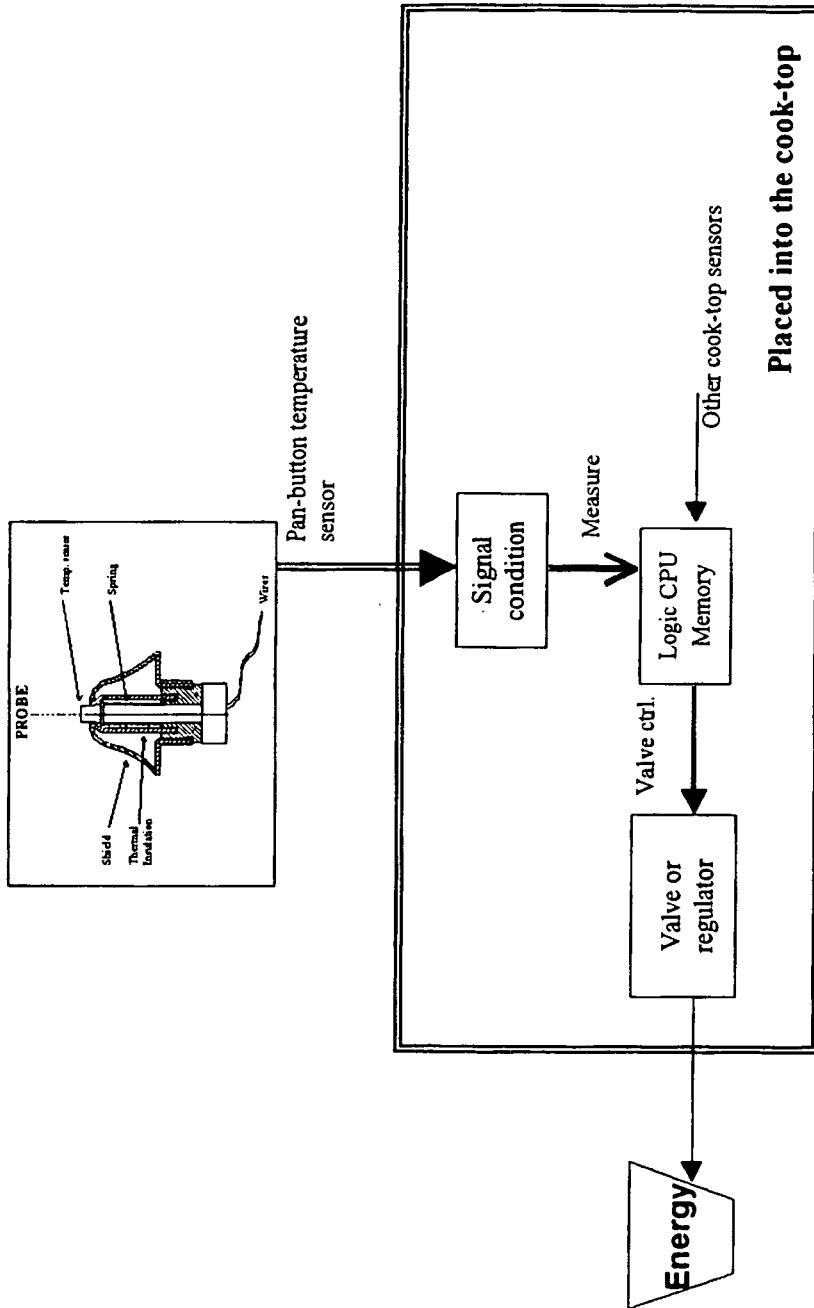 PROBE
Temp. sensor
Spring
Shield
Thermal
Insulation
Wires
Pan-button temperature
sensor
Signal
condition
Measure
Other cook-top sensors
Logic CPU
Memory
Valve ctrl.
Valve or
regulator
Energy
Placed into the cook-top